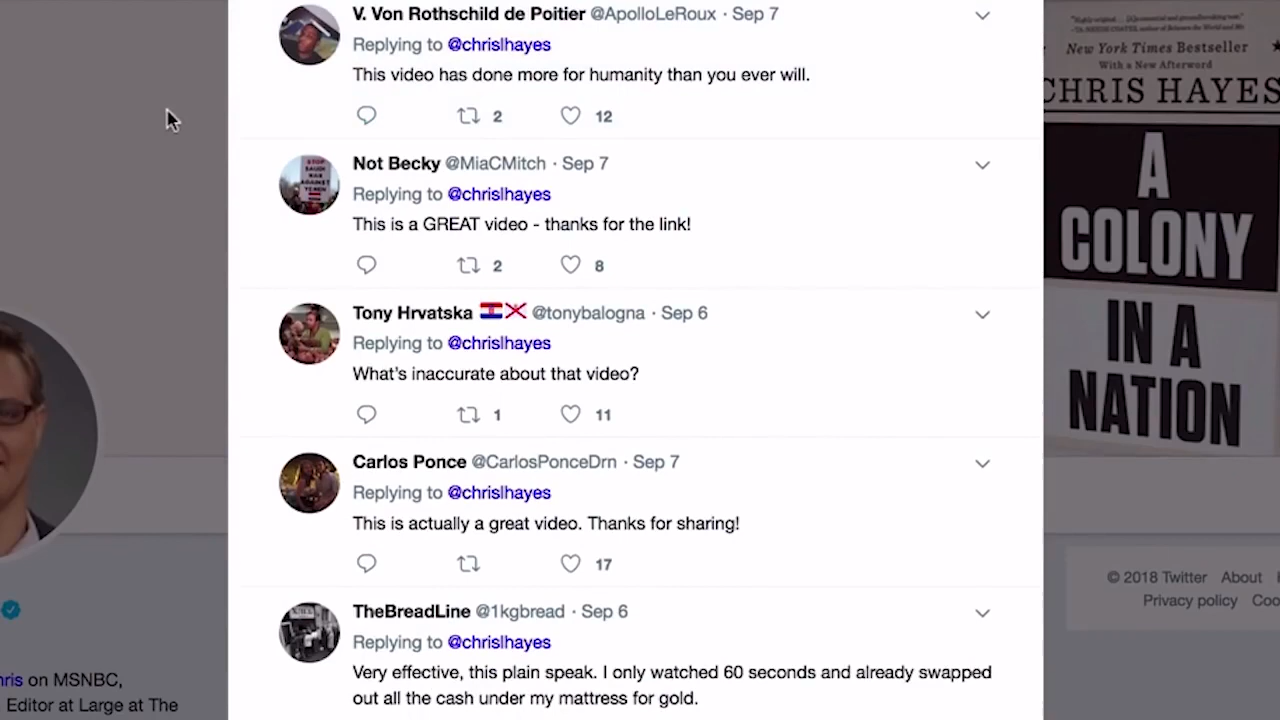 V. Von Rothschild de Poitier @ApolloLeRoux · Sep 7
Replying to @chrislhayes
This video has done more for humanity than you ever will.
2 12
Not Becky @MiaCMitch · Sep 7
Replying to @chrislhayes
This is a GREAT video - thanks for the link!
2 8
Tony Hrvatska @tonybalogna · Sep 6
Replying to @chrislhayes
What's inaccurate about that video?
1 11
Carlos Ponce @CarlosPonceDrn · Sep 7
Replying to @chrislhayes
This is actually a great video. Thanks for sharing!
17
TheBreadLine @1kgbread · Sep 6
Replying to @chrislhayes
Very effective, this plain speak. I only watched 60 seconds and already swapped
out all the cash under my mattress for gold.
hris on MSNBC,
Editor at Large at The
New York Times Bestseller
With a New Afterword
CHRIS HAYES
A
COLONY
IN A
NATION
© 2018 Twitter About
Privacy policy Coo